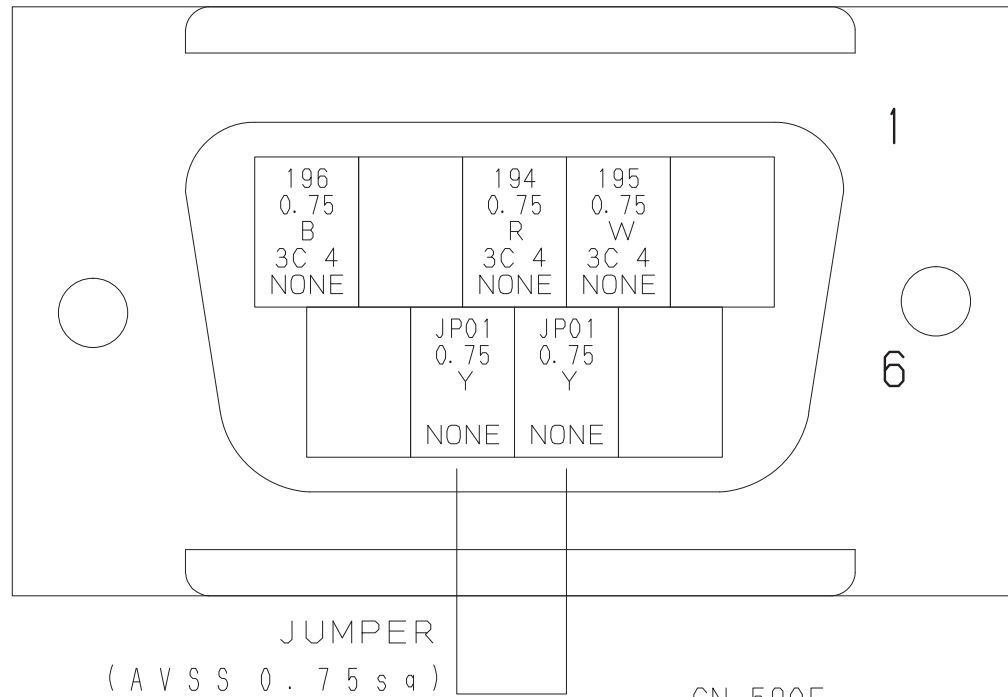 1
196
0.75
B
3C 4
NONE
194
0.75
R
3C 4
NONE
195
0.75
W
3C 4
NONE
6
JP01
0.75
Y
NONE
JP01
0.75
Y
NONE
JUMPER
(AVSS 0.75sq)